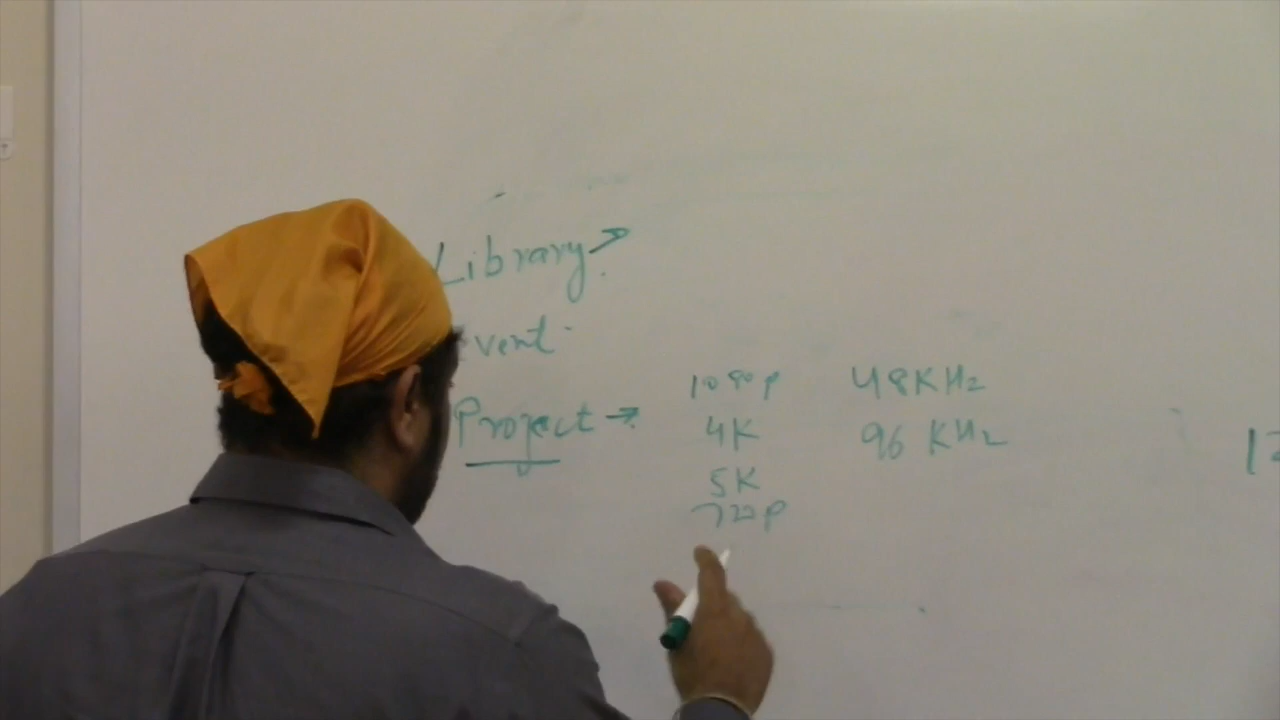 Library →
Event
Project → 1080p 48KHz
4K 96 KHz
5K
720p